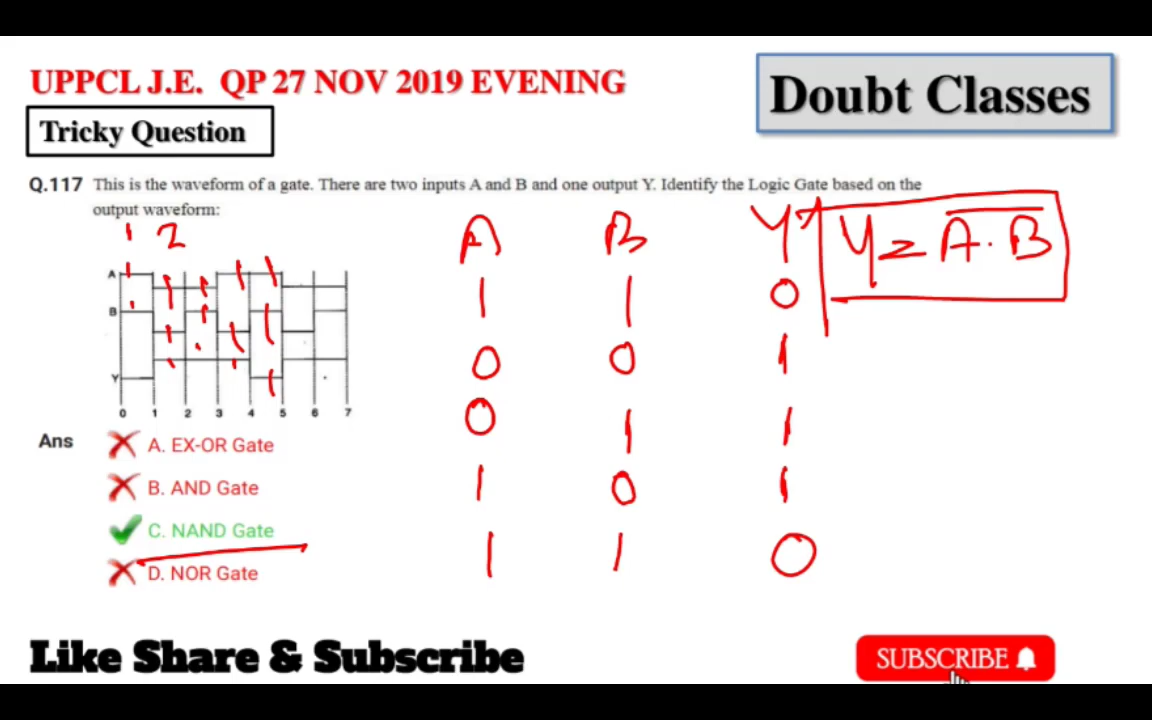 UPPCL J.E. QP 27 NOV 2019 EVENING
Doubt Classes
Tricky Question
Q.117 This is the waveform of a gate. There are two inputs A and B and one output Y. Identify the Logic Gate based on the
output waveform:
1 2
A B Y
Y = A̅ ̅·̅ ̅B̅
1 1 0
0 0 1
0 1 1
1 0 1
1 1 0
A
B
Y
0 1 2 3 4 5 6 7
Ans
A. EX-OR Gate
B. AND Gate
C. NAND Gate
D. NOR Gate
Like Share & Subscribe
SUBSCRIBE